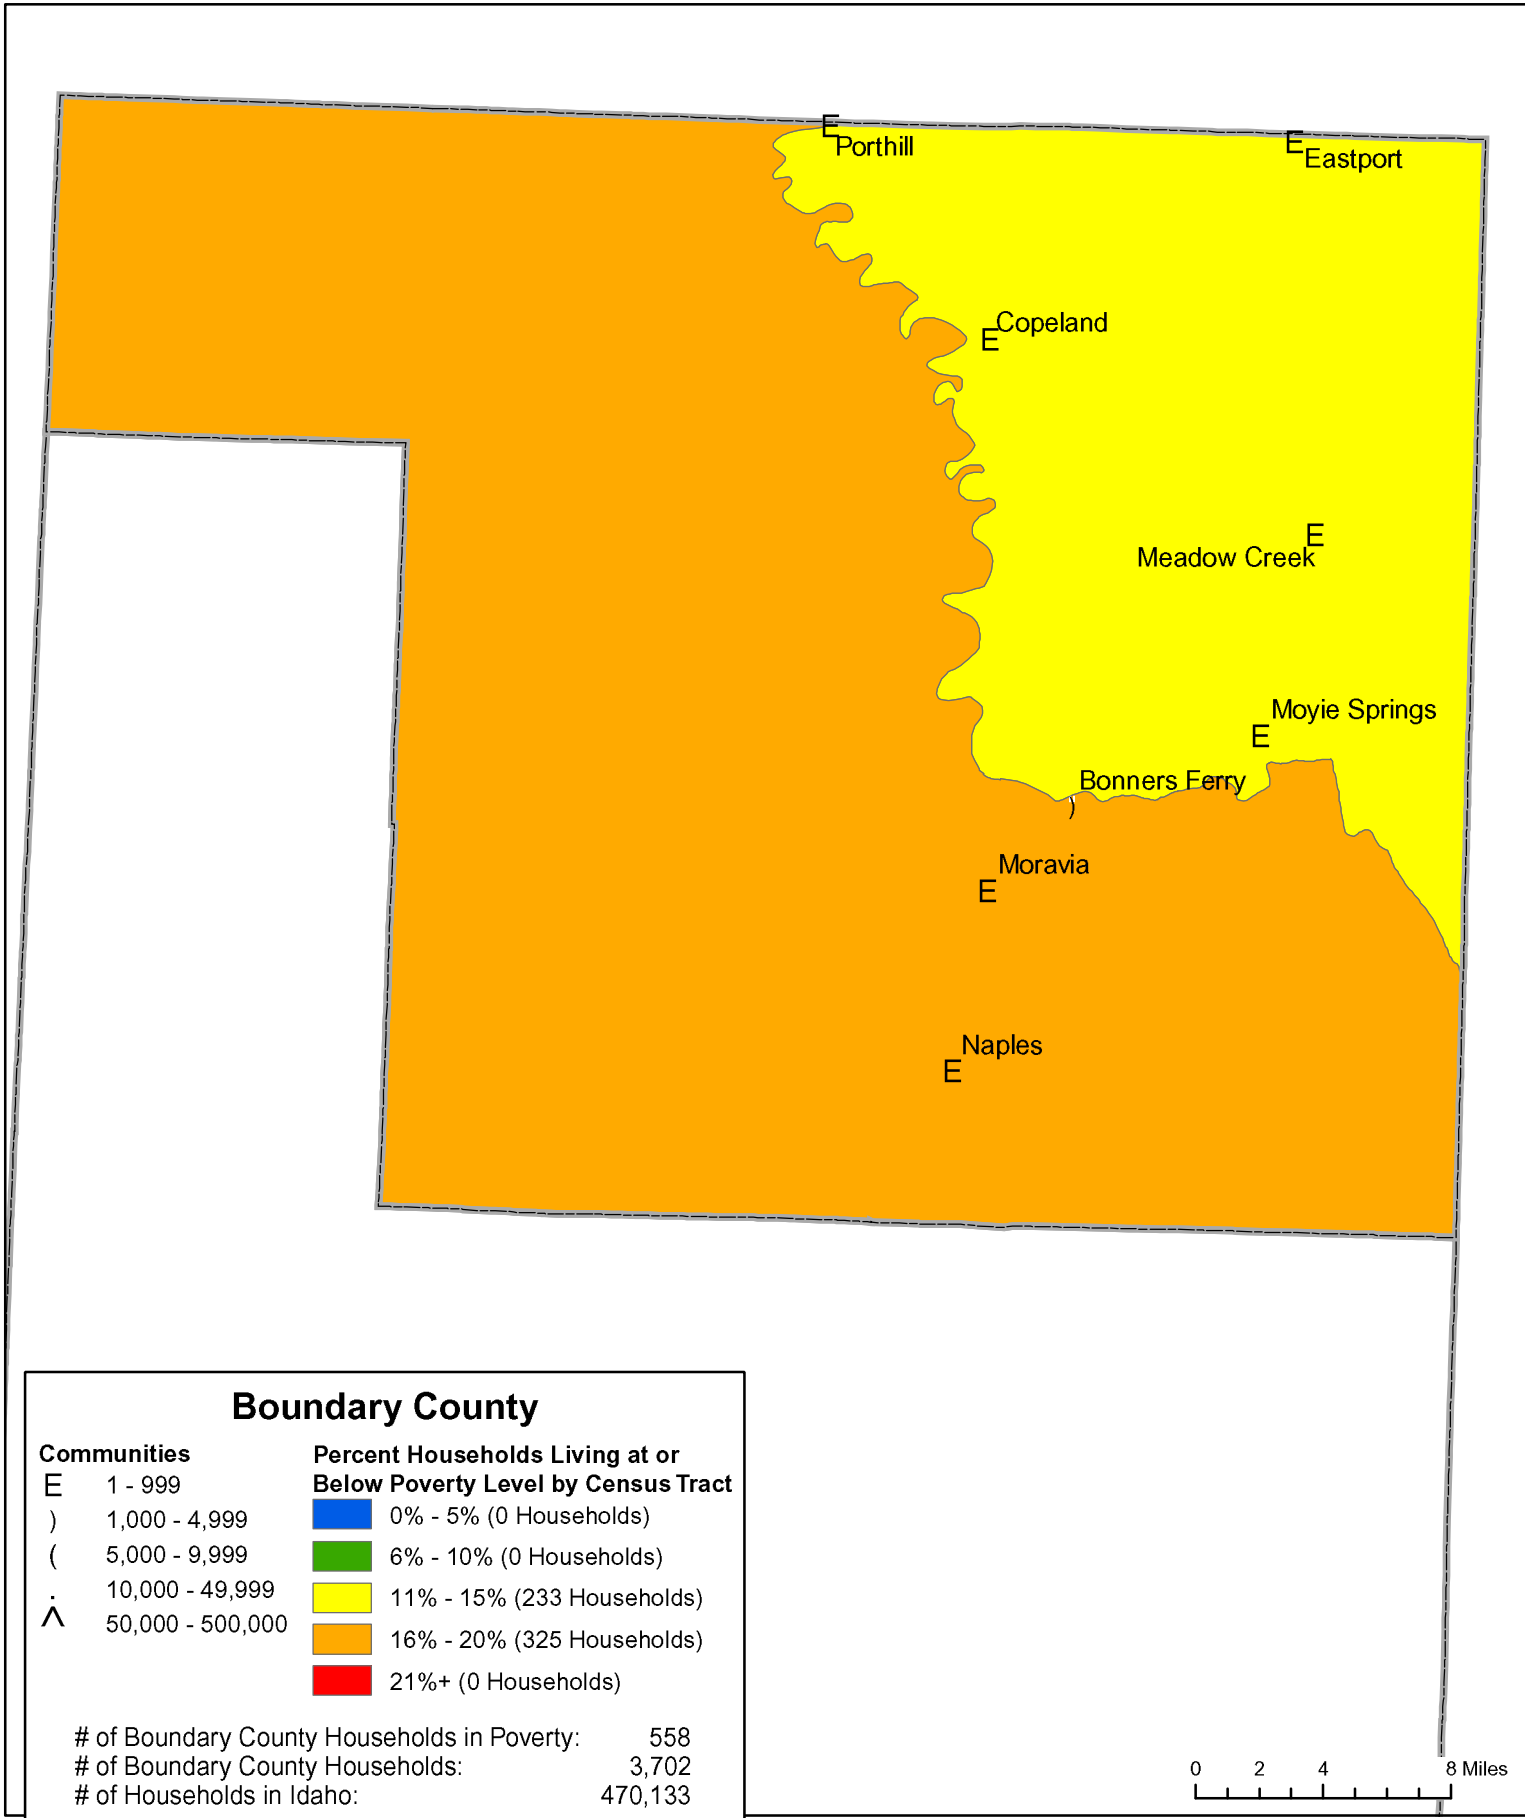 E
Porthill
E
Eastport
Copeland
E
E
Meadow Creek
Moyie Springs
E
Bonners Ferry
)
Moravia
E
Naples
E
Boundary County
Communities
E 1 - 999
) 1,000 - 4,999
( 5,000 - 9,999
. 10,000 - 49,999
^ 50,000 - 500,000
Percent Households Living at or
Below Poverty Level by Census Tract
0% - 5% (0 Households)
6% - 10% (0 Households)
11% - 15% (233 Households)
16% - 20% (325 Households)
21%+ (0 Households)
# of Boundary County Households in Poverty: 558
# of Boundary County Households: 3,702
# of Households in Idaho: 470,133
0 2 4 8 Miles